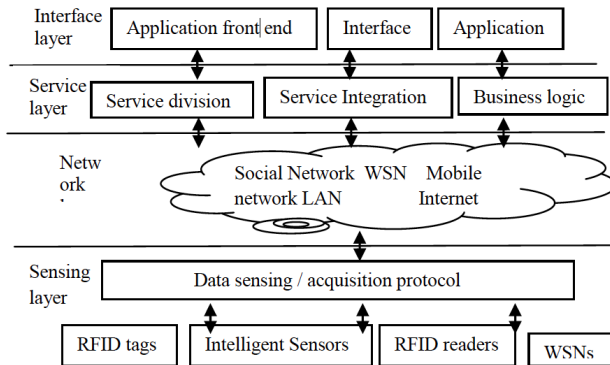 Interface
layer
Application front end
Interface
Application
Service
layer
Service division
Service Integration
Business logic
Netw
ork
Social Network WSN Mobile
network LAN Internet
Sensing
layer
Data sensing / acquisition protocol
RFID tags
Intelligent Sensors
RFID readers
WSNs